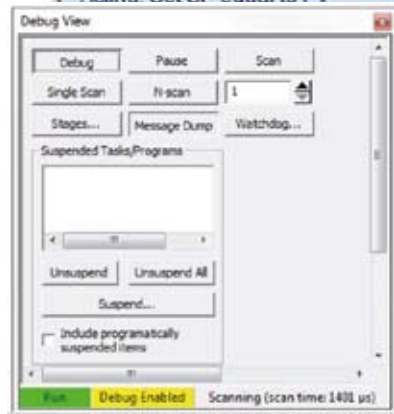 Debug View
Debug Pause Scan
Single Scan N-scan 1
Stages... Message Dump Watchdog...
Suspended Tasks/Programs
Unsuspend Unsuspend All
Suspend...
Include programatically
suspended items
Run Debug Enabled Scanning (scan time: 1401 µs)